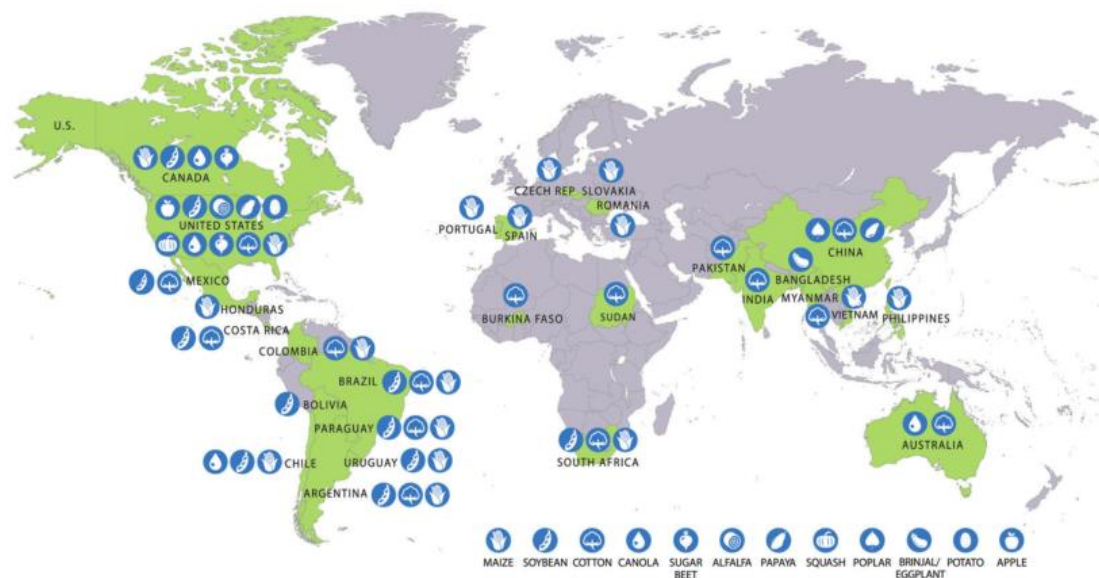 U.S.
CANADA
UNITED STATES
MEXICO
HONDURAS
COSTA RICA
COLOMBIA
BRAZIL
BOLIVIA
PARAGUAY
CHILE
URUGUAY
ARGENTINA
CZECH REP
SLOVAKIA
ROMANIA
PORTUGAL
SPAIN
BURKINA FASO
SUDAN
SOUTH AFRICA
PAKISTAN
CHINA
BANGLADESH
INDIA
MYANMAR
VIETNAM
PHILIPPINES
AUSTRALIA
MAIZE SOYBEAN COTTON CANOLA SUGAR BEET ALFALFA PAPAYA SQUASH POPLAR BRINJAL/ EGGPLANT POTATO APPLE